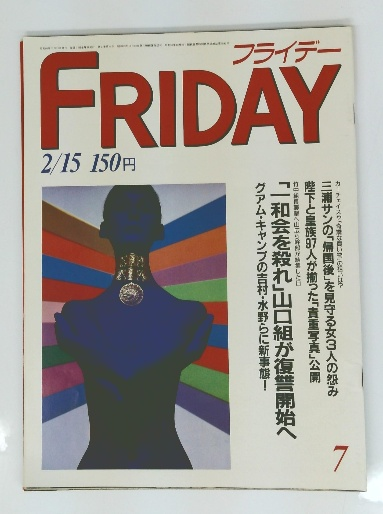 フライデー
FRIDAY
2/15 150円
三浦サンの「帰国後」を見守る女3人の怨み
陛下と皇族97人が揃った「貴重写真」公開
「一和会を殺れ」山口組が復讐開始へ
グアム・キャンプの吉村・水野らに新事態!
7